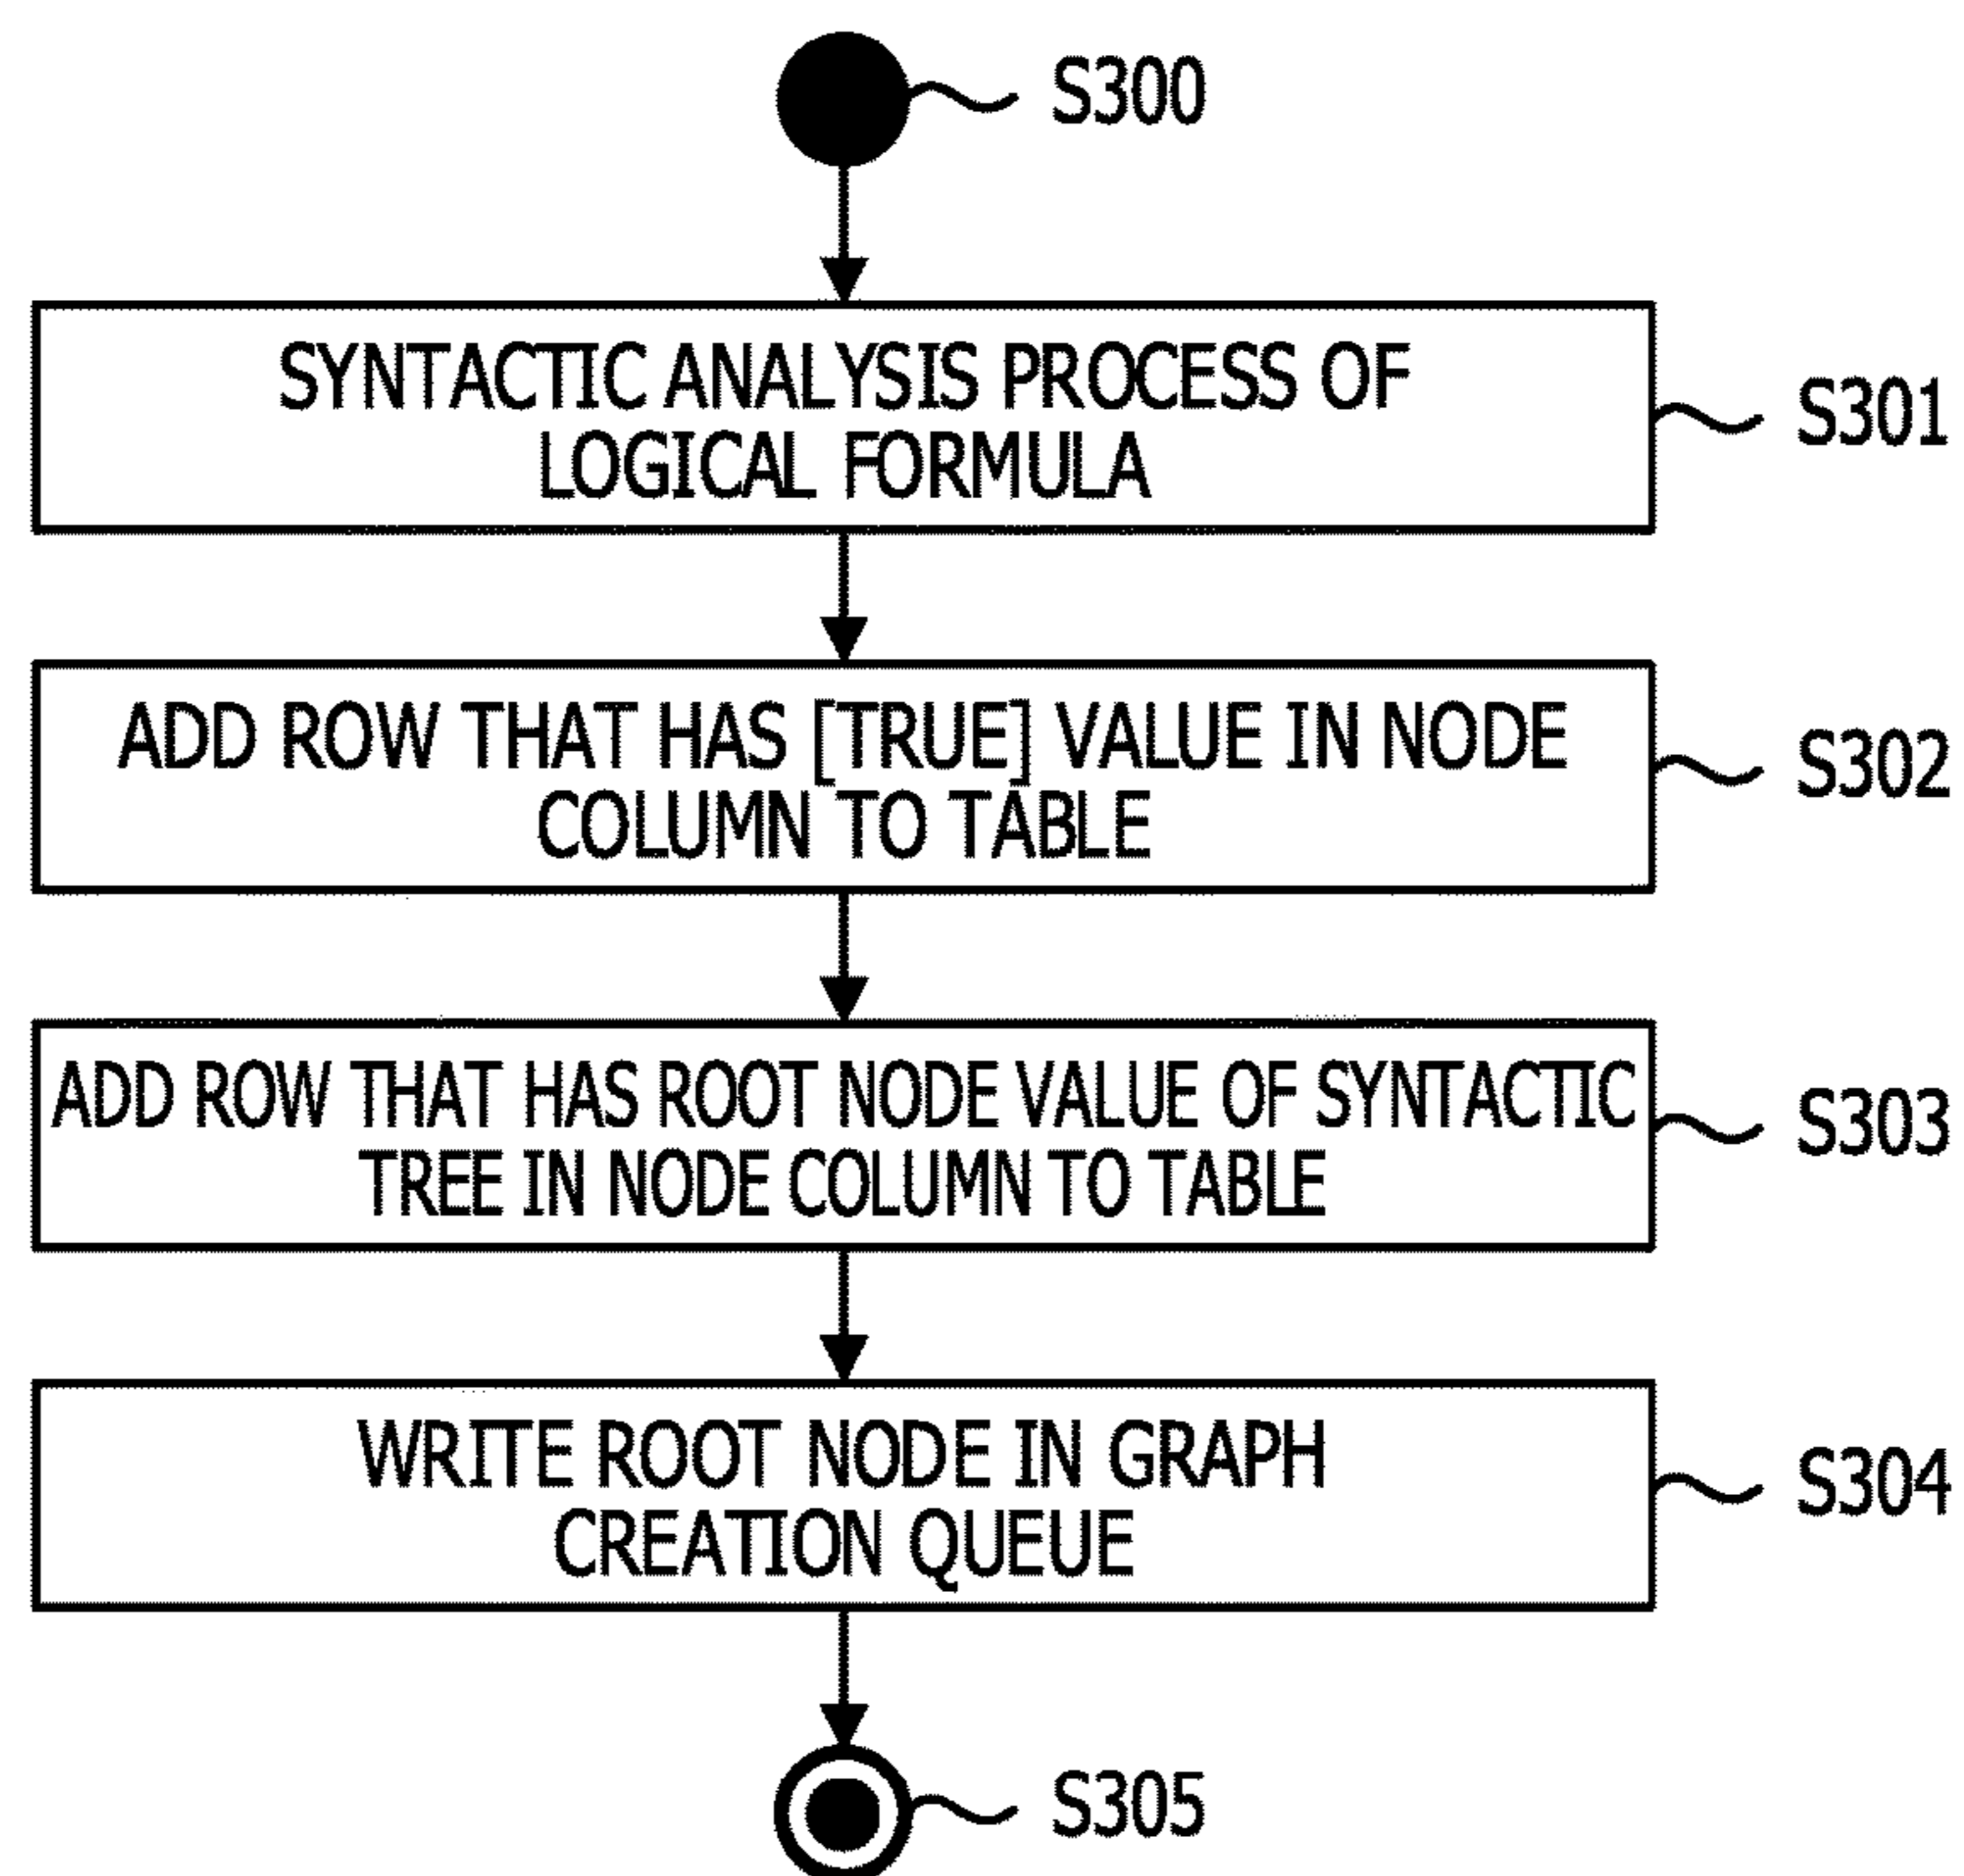 S300
SYNTACTIC ANALYSIS PROCESS OF
LOGICAL FORMULA
S301
ADD ROW THAT HAS [TRUE] VALUE IN NODE
COLUMN TO TABLE
S302
ADD ROW THAT HAS ROOT NODE VALUE OF SYNTACTIC
TREE IN NODE COLUMN TO TABLE
S303
WRITE ROOT NODE IN GRAPH
CREATION QUEUE
S304
S305